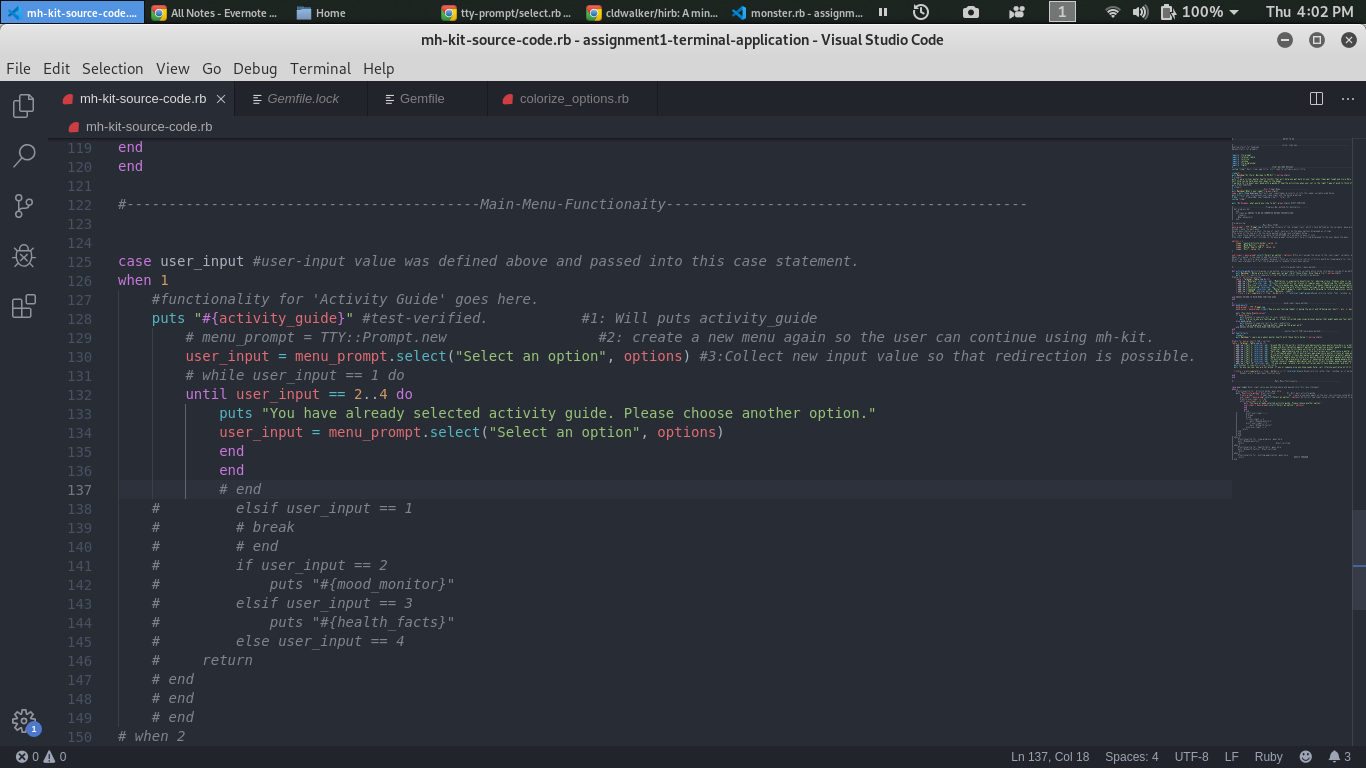 mh-kit-source-code.... All Notes - Evernote ... Home tty-prompt/select.rb ... cldwalker/hirb: A min... monster.rb - assignm... 1 100% Thu 4:02 PM
mh-kit-source-code.rb - assignment1-terminal-application - Visual Studio Code
File Edit Selection View Go Debug Terminal Help
mh-kit-source-code.rb Gemfile.lock Gemfile colorize_options.rb
mh-kit-source-code.rb
119 end
120 end
121
122 #------------------------------------------Main-Menu-Functionaity-------------------------------------------
123
124
125 case user_input #user-input value was defined above and passed into this case statement.
126 when 1
127 #functionality for 'Activity Guide' goes here.
128 puts "#{activity_guide}" #test-verified. #1: Will puts activity_guide
129 # menu_prompt = TTY::Prompt.new #2: create a new menu again so the user can continue using mh-kit.
130 user_input = menu_prompt.select("Select an option", options) #3:Collect new input value so that redirection is possible.
131 # while user_input == 1 do
132 until user_input == 2..4 do
133 puts "You have already selected activity guide. Please choose another option."
134 user_input = menu_prompt.select("Select an option", options)
135 end
136 end
137 # end
138 # elsif user_input == 1
139 # # break
140 # # end
141 # if user_input == 2
142 # puts "#{mood_monitor}"
143 # elsif user_input == 3
144 # puts "#{health_facts}"
145 # else user_input == 4
146 # return
147 # end
148 # end
149 # end
150 # when 2
1
0 0 Ln 137, Col 18 Spaces: 4 UTF-8 LF Ruby 3